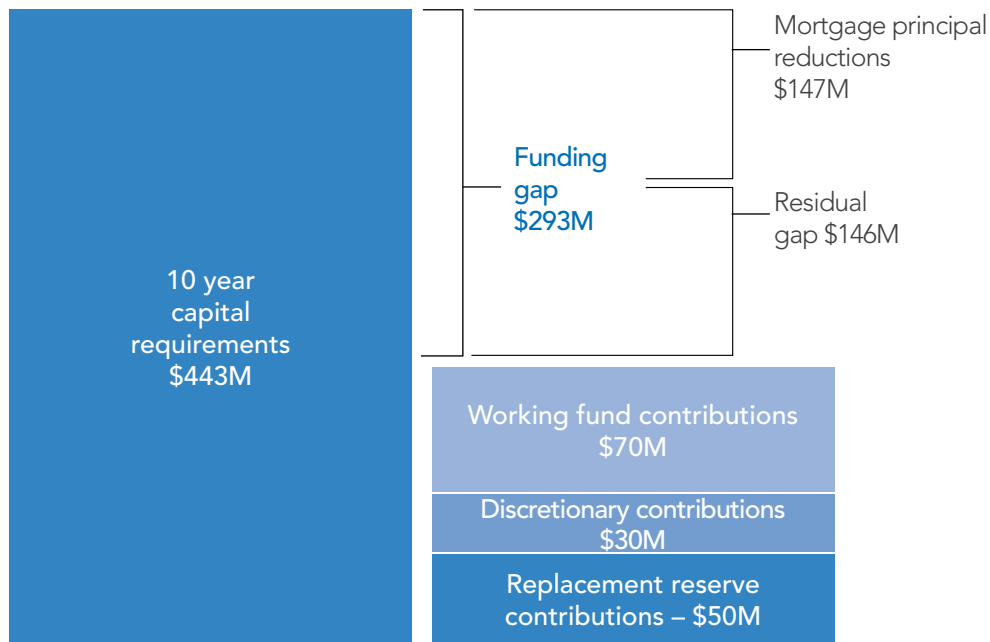 10 year
capital
requirements
$443M
Funding
gap
$293M
Mortgage principal
reductions
$147M
Residual
gap $146M
Working fund contributions
$70M
Discretionary contributions
$30M
Replacement reserve
contributions – $50M